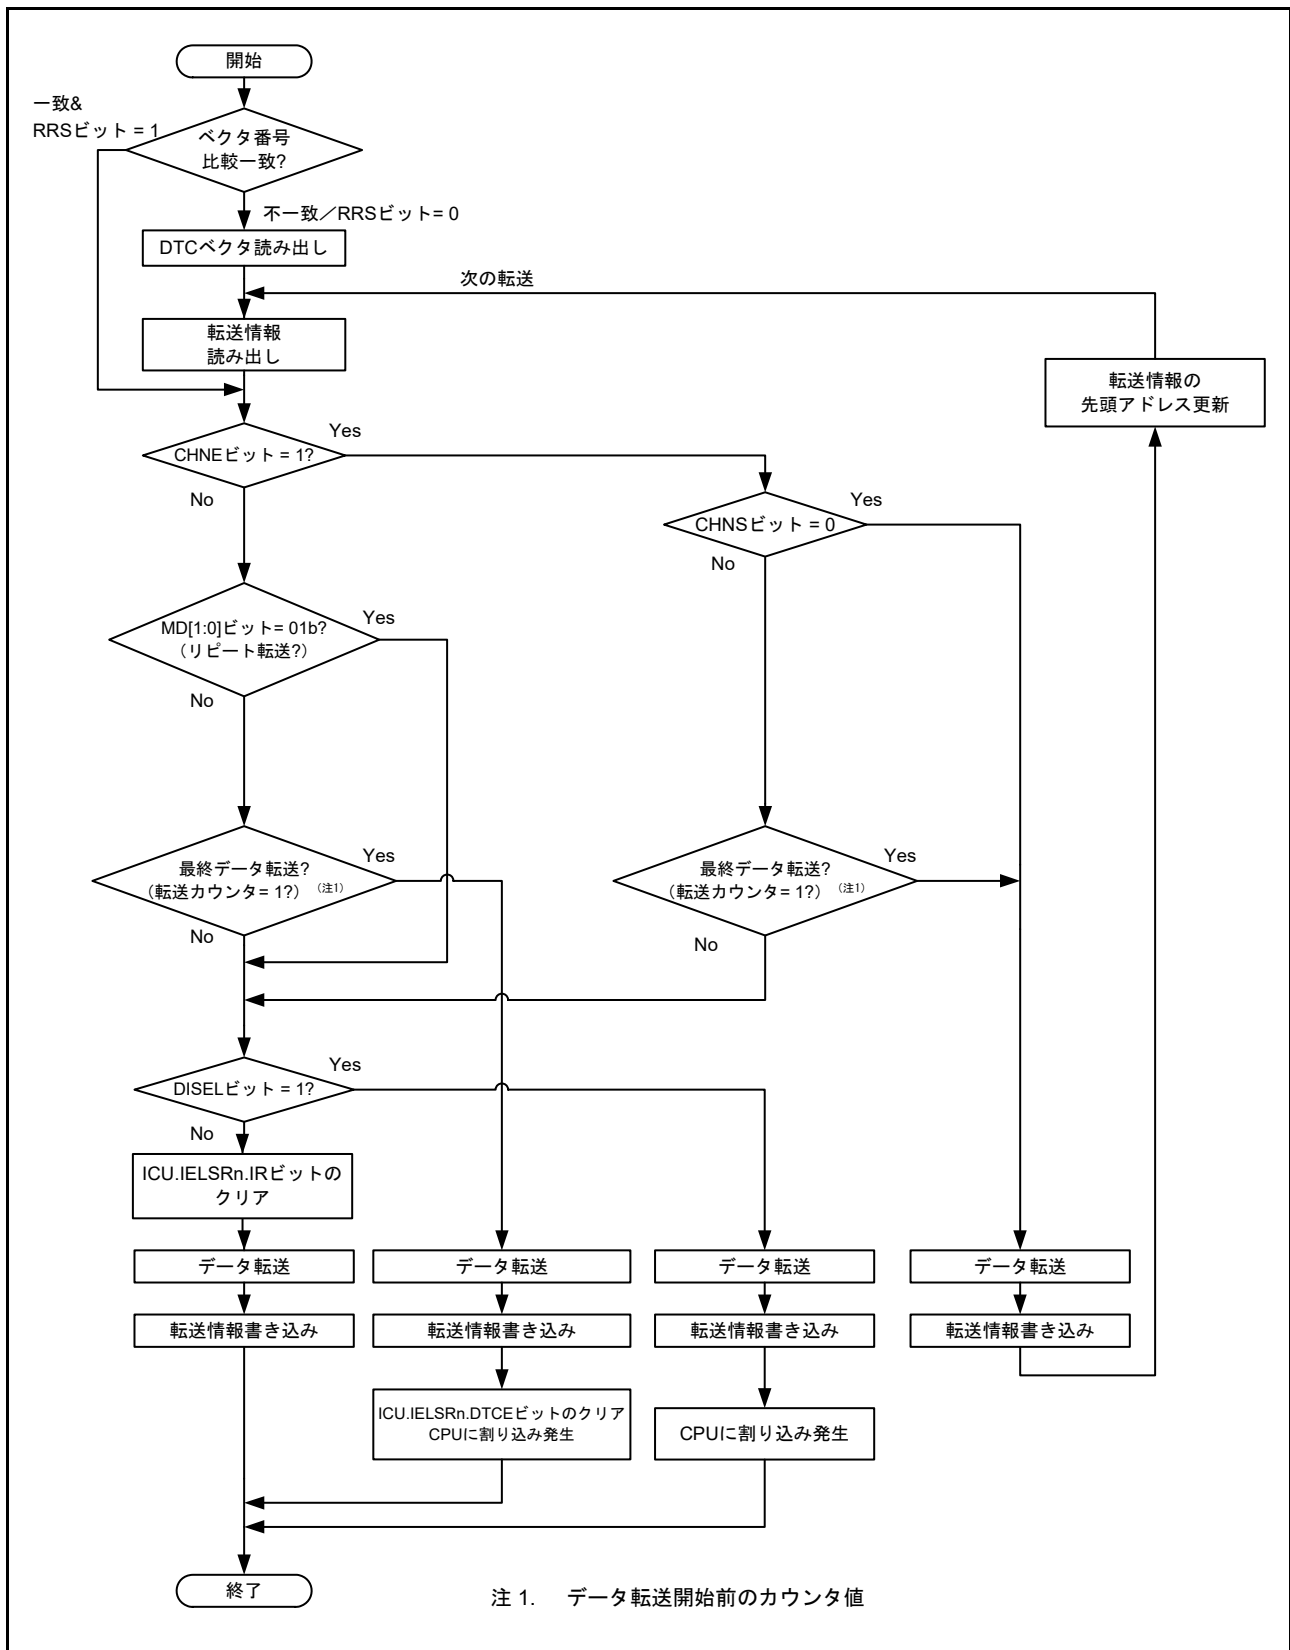 開始
一致&
RRSビット = 1
ベクタ番号
比較一致?
不一致／RRSビット= 0
DTCベクタ読み出し
次の転送
転送情報
読み出し
転送情報の
先頭アドレス更新
Yes
CHNEビット = 1?
No
Yes
CHNSビット = 0
No
MD[1:0]ビット= 01b?
（リピート転送?）
Yes
No
最終データ転送?
（転送カウンタ= 1?）（注1）
Yes
No
最終データ転送?
（転送カウンタ= 1?）（注1）
Yes
No
DISELビット = 1?
Yes
No
ICU.IELSRn.IRビットの
クリア
データ転送
データ転送
データ転送
データ転送
転送情報書き込み
転送情報書き込み
転送情報書き込み
転送情報書き込み
ICU.IELSRn.DTCEビットのクリア
CPUに割り込み発生
CPUに割り込み発生
終了
注 1. データ転送開始前のカウンタ値